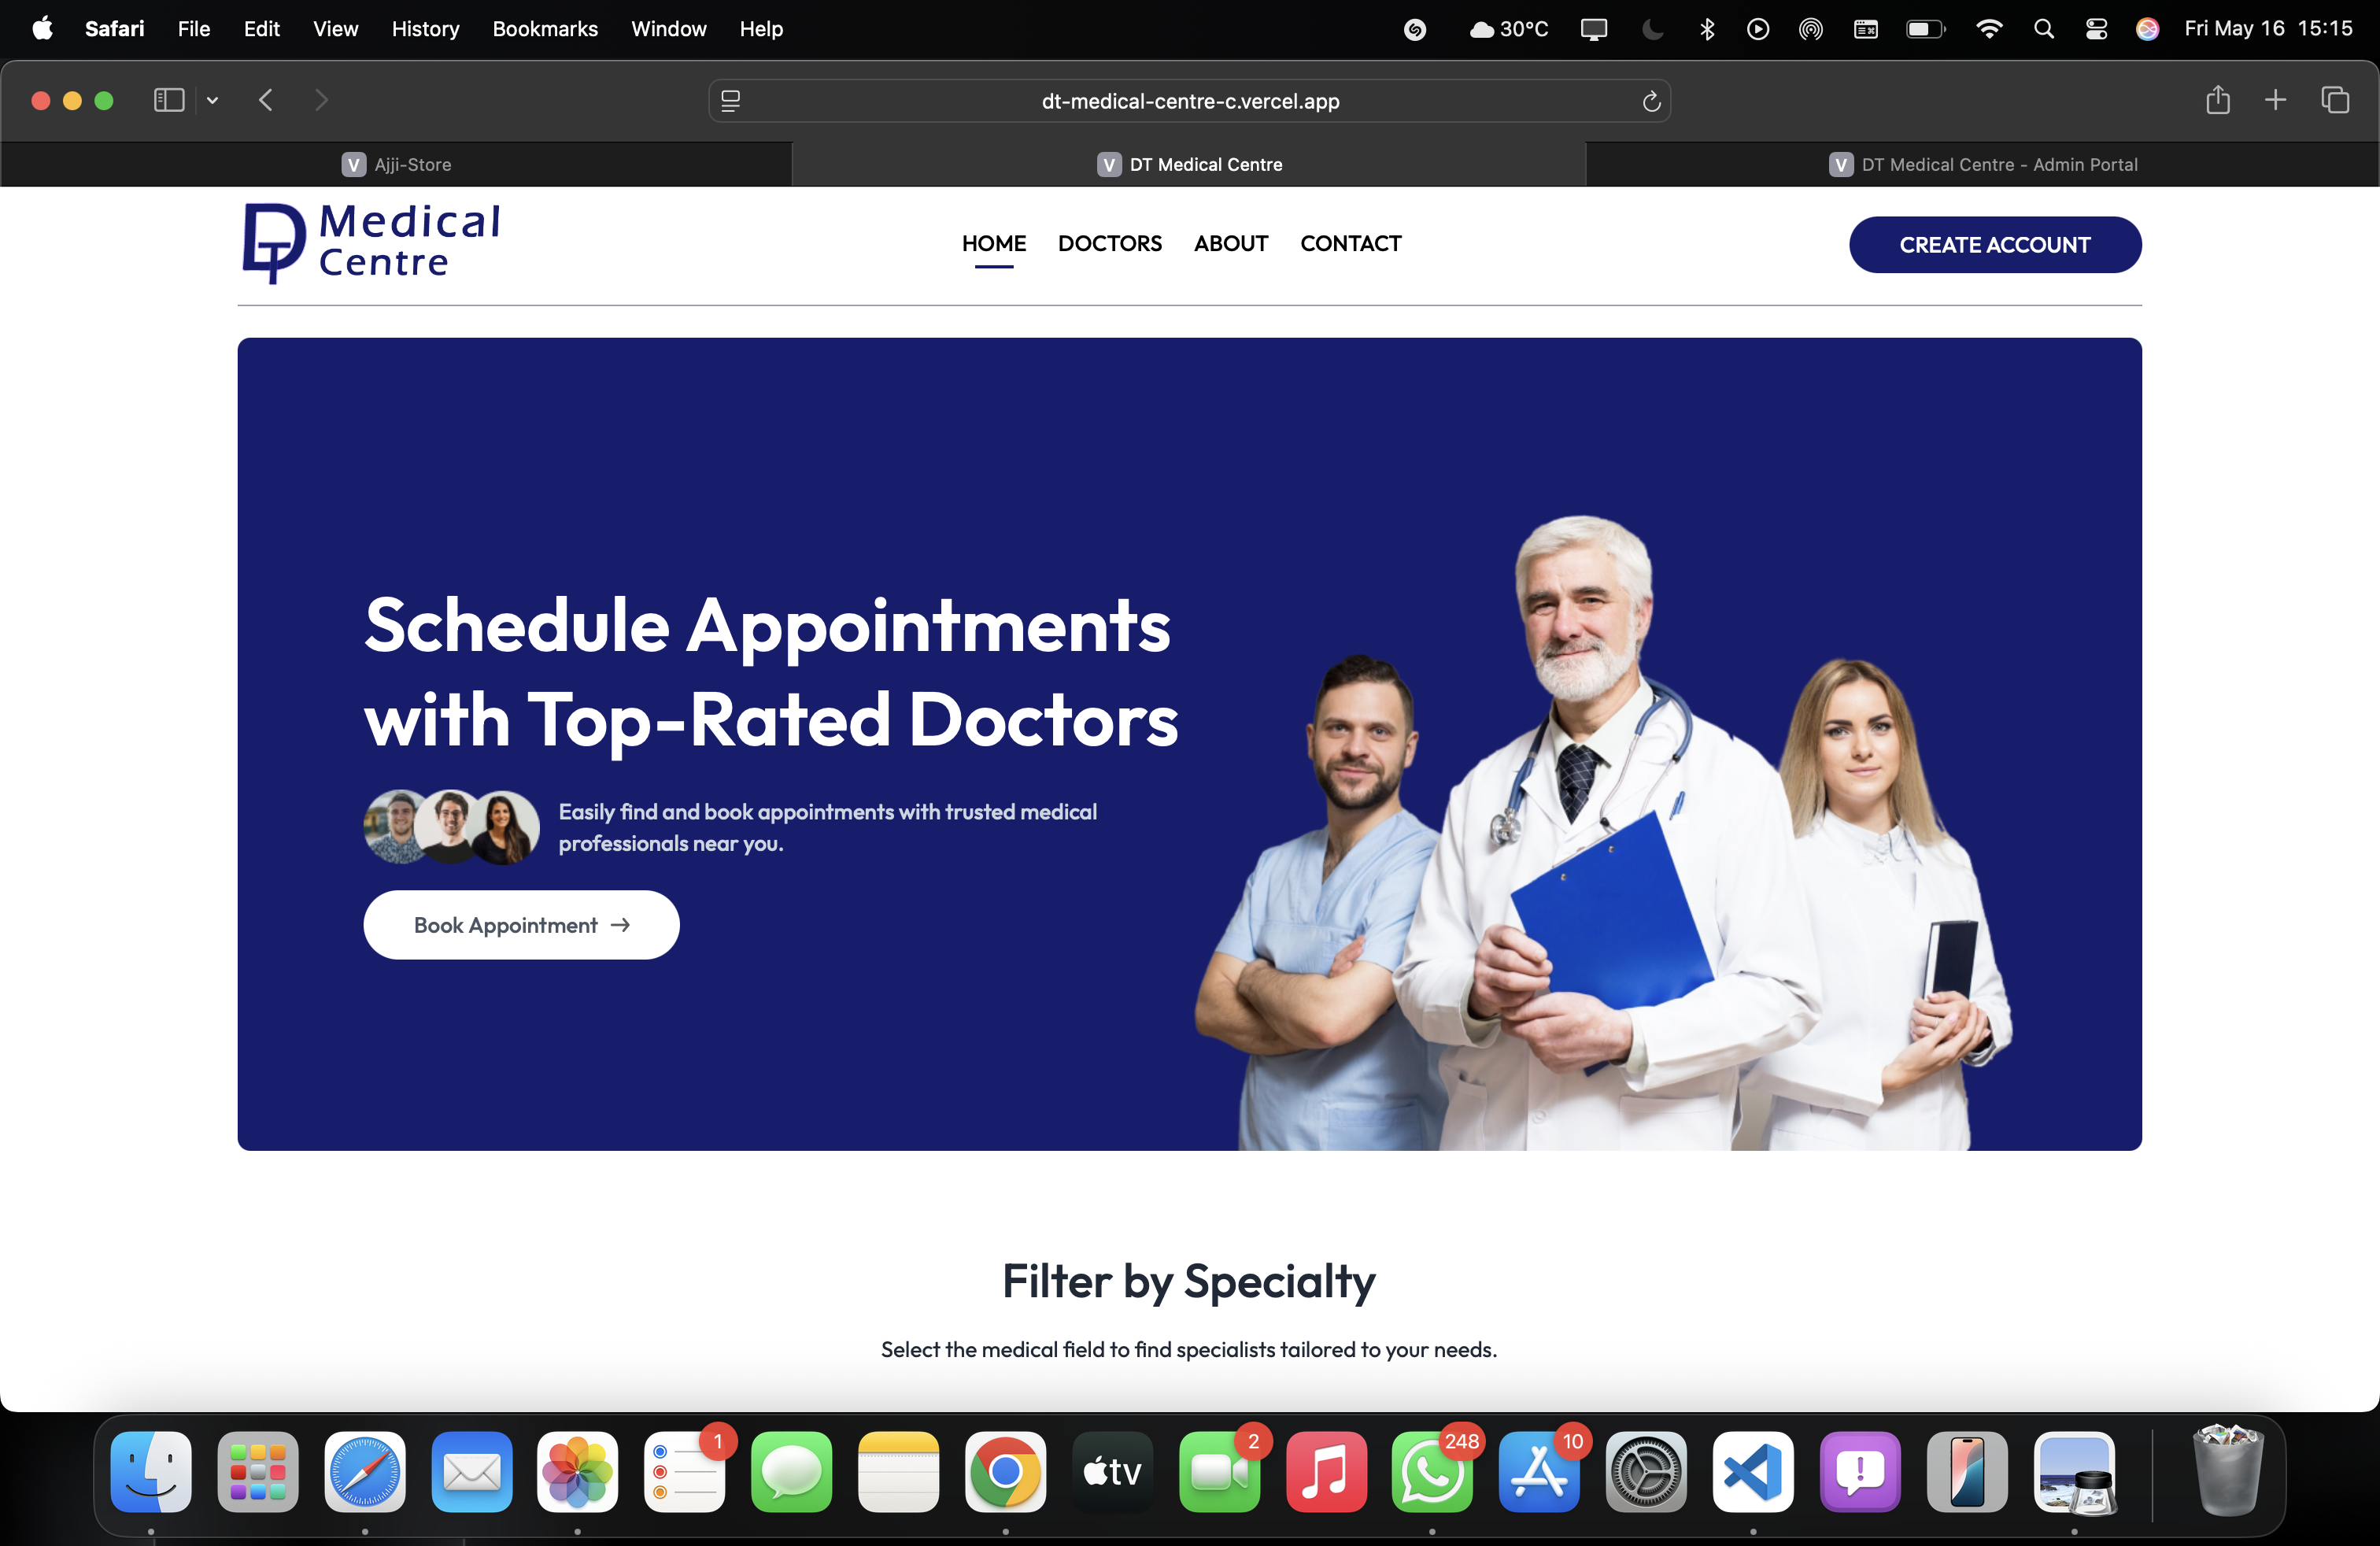 Safari File Edit View History Bookmarks Window Help 30°C Fri May 16 15:15
dt-medical-centre-c.vercel.app
V Ajji-Store V DT Medical Centre V DT Medical Centre - Admin Portal
DT Medical
Centre
HOME DOCTORS ABOUT CONTACT CREATE ACCOUNT
Schedule Appointments
with Top-Rated Doctors
Easily find and book appointments with trusted medical
professionals near you.
Book Appointment →
Filter by Specialty
Select the medical field to find specialists tailored to your needs.
1 2 248 10
tv